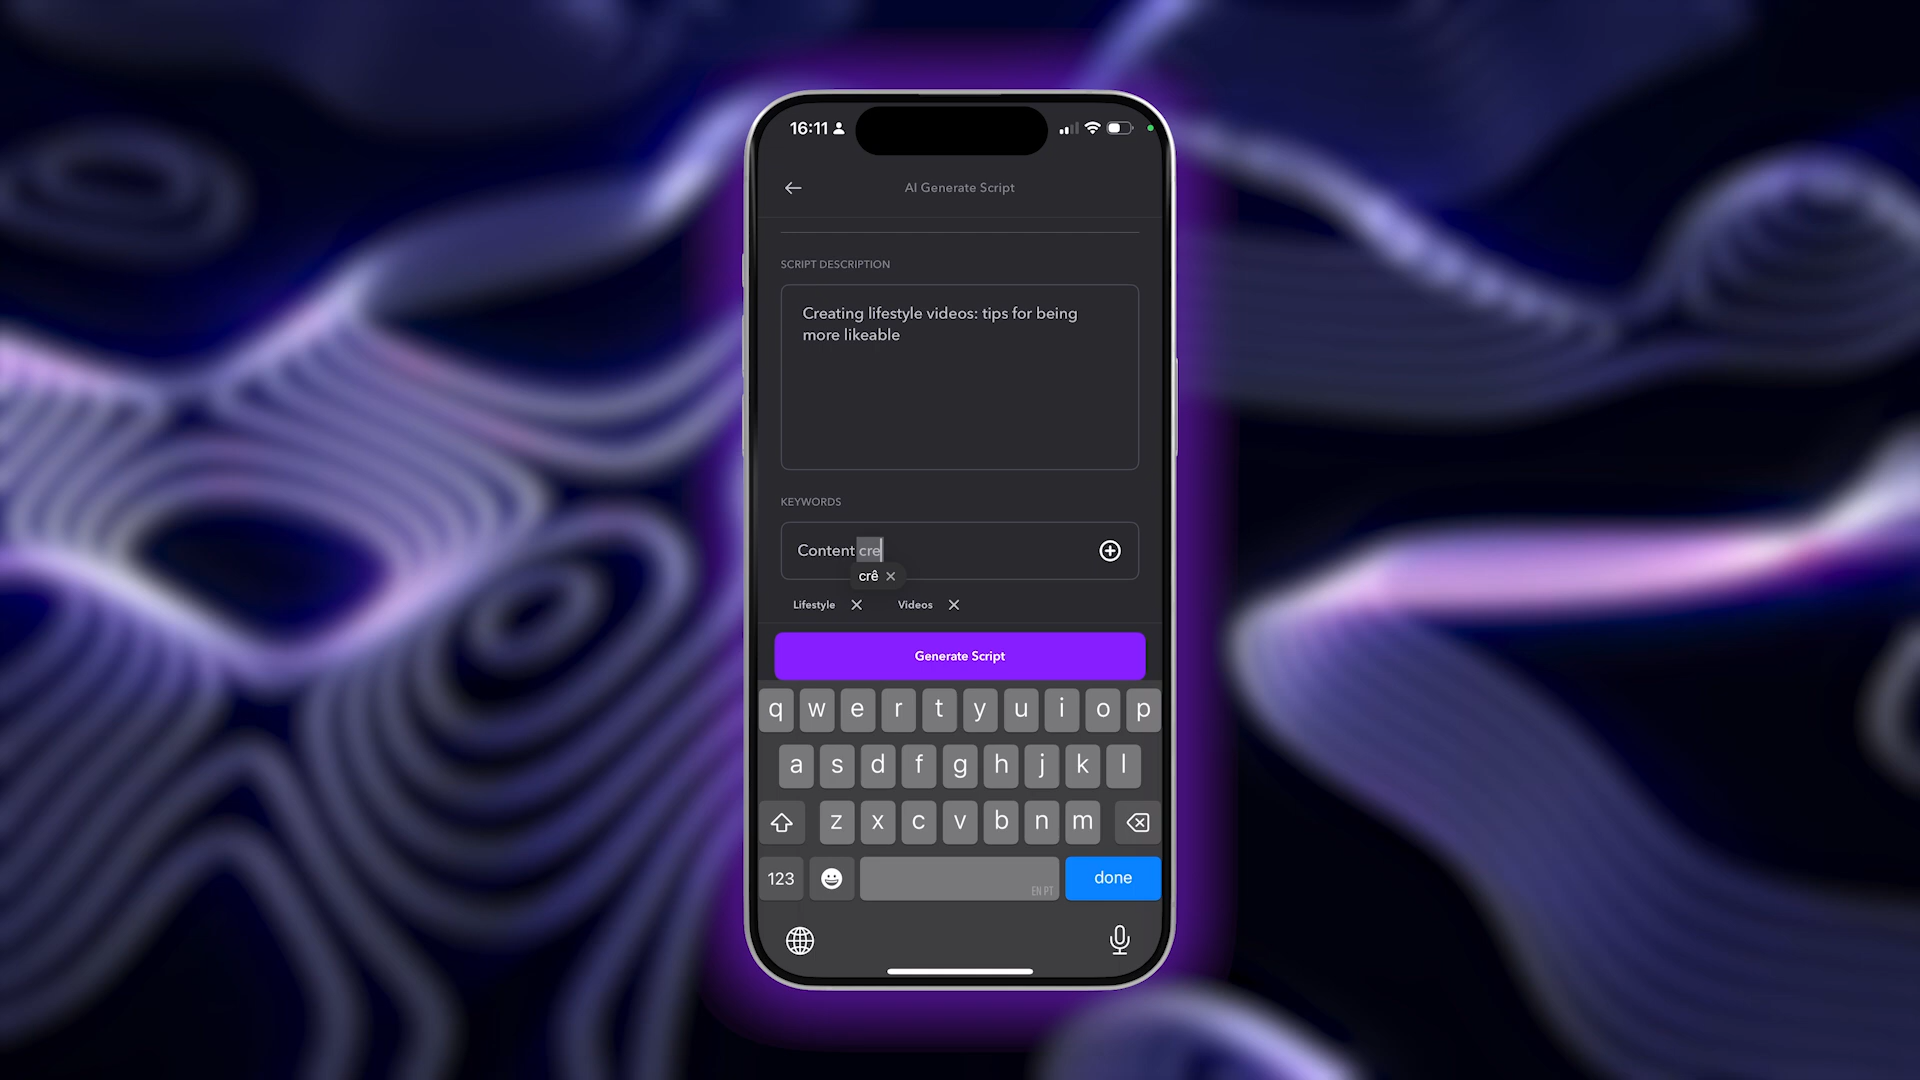 16:11
AI Generate Script
SCRIPT DESCRIPTION
Creating lifestyle videos: tips for being
more likeable
KEYWORDS
Content cre
crê
Lifestyle
Videos
Generate Script
q w e r t y u i o p
a s d f g h j k l
z x c v b n m
123
EN PT
done